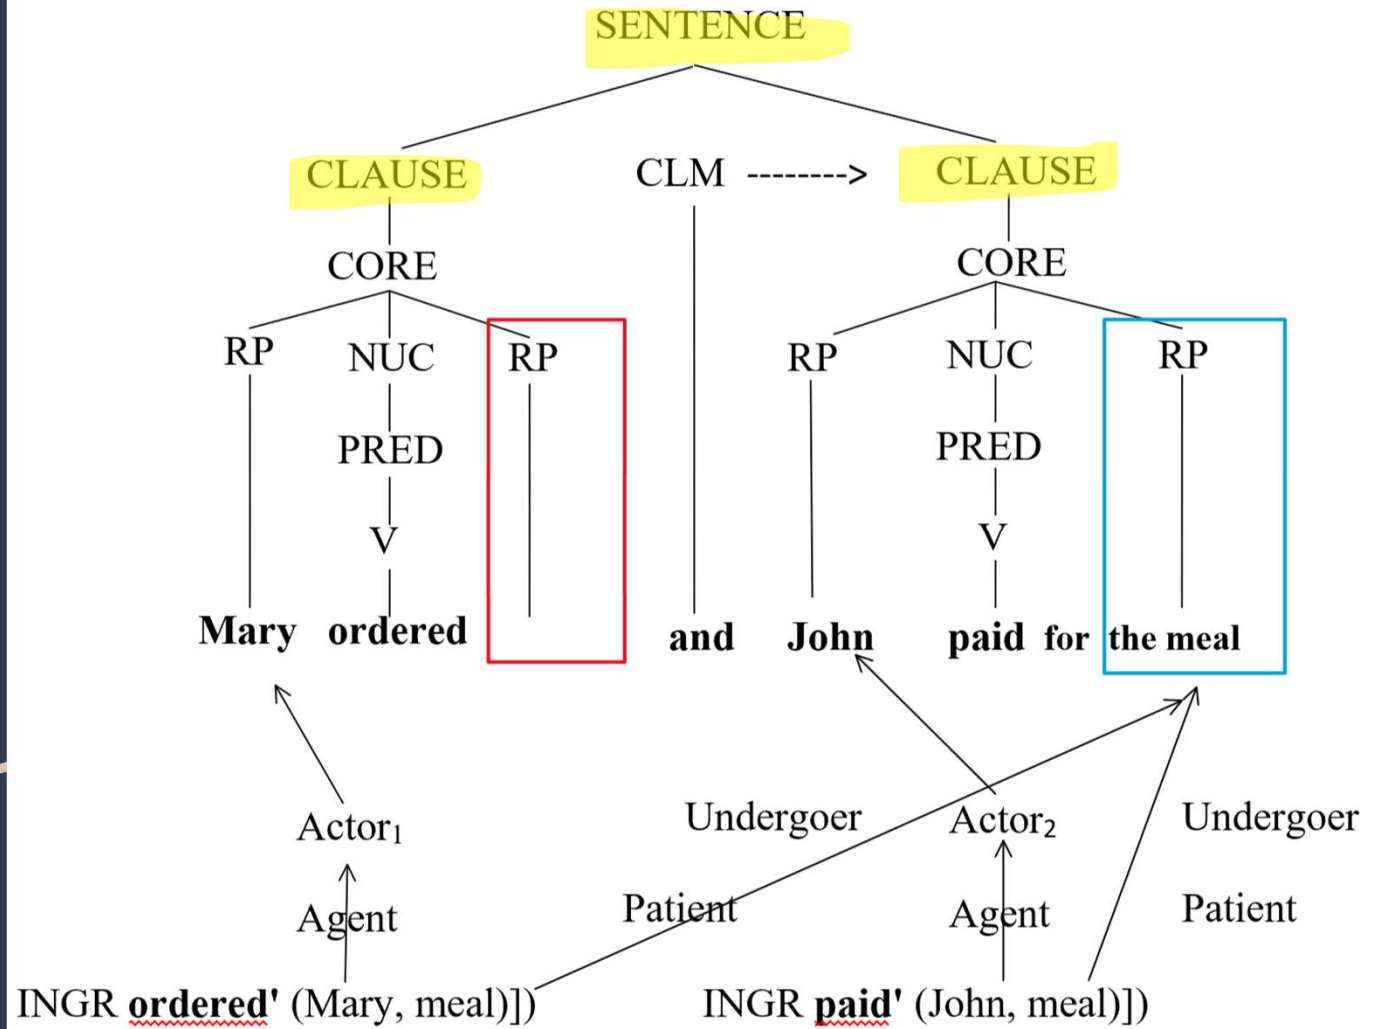 SENTENCE
CLAUSE CLM --------> CLAUSE
CORE CORE
RP NUC RP RP NUC RP
PRED PRED
V V
Mary ordered and John paid for the meal
Actor1 Undergoer Actor2 Undergoer
Agent Patient Agent Patient
INGR ordered' (Mary, meal)]) INGR paid' (John, meal)])